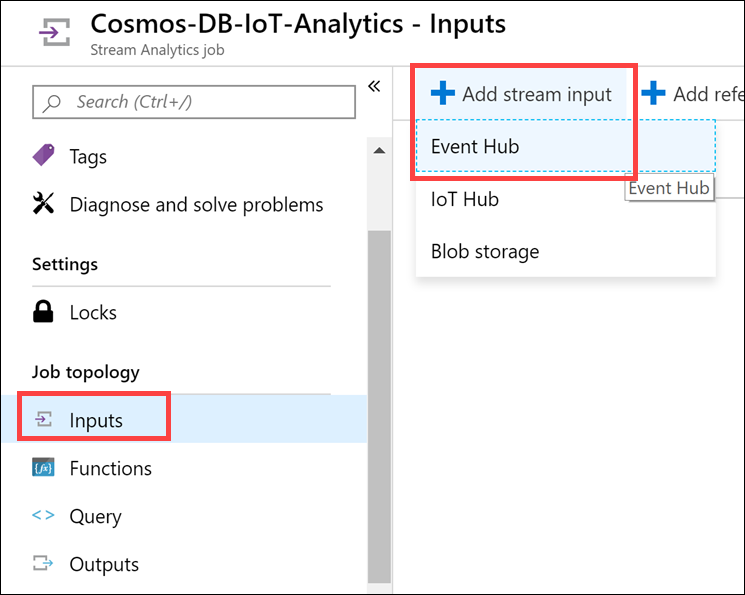 Cosmos-DB-IoT-Analytics - Inputs
Stream Analytics job
Search (Ctrl+/)
«
Add stream input
Add refe
Event Hub
Event Hub
IoT Hub
Blob storage
Tags
Diagnose and solve problems
Settings
Locks
Job topology
Inputs
{fx} Functions
<> Query
Outputs